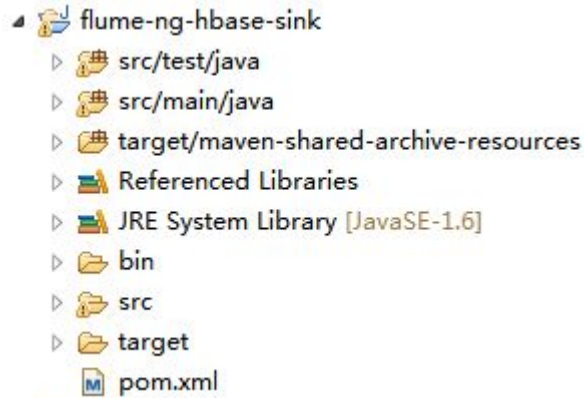 flume-ng-hbase-sink
src/test/java
src/main/java
target/maven-shared-archive-resources
Referenced Libraries
JRE System Library [JavaSE-1.6]
bin
src
target
M pom.xml